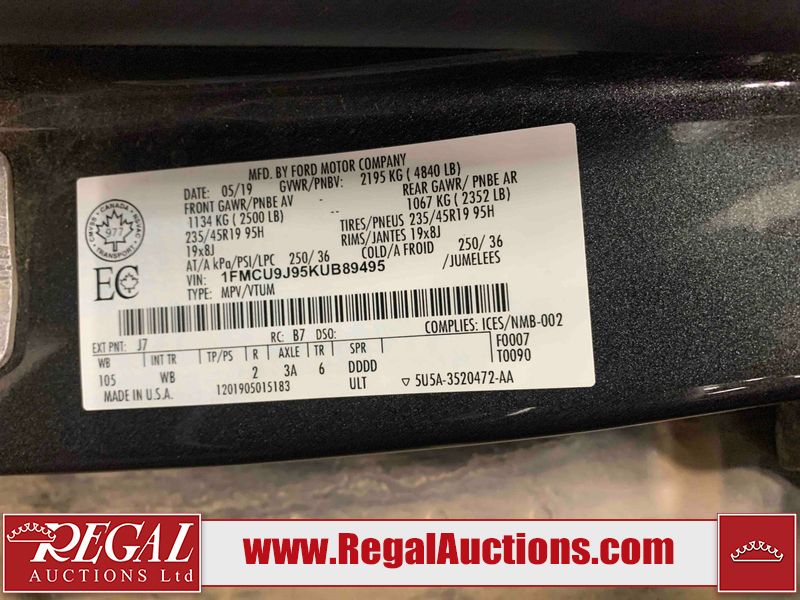 MFD. BY FORD MOTOR COMPANY
DATE: 05/19 GVWR/PNBV: 2195 KG ( 4840 LB)
FRONT GAWR/PNBE AV REAR GAWR/ PNBE AR
1134 KG ( 2500 LB) 1067 KG ( 2352 LB)
235/45R19 95H TIRES/PNEUS 235/45R19 95H
19x8J RIMS/JANTES 19x8J
AT/A kPa/PSI/LPC 250/ 36 COLD/A FROID 250/ 36
VIN: 1FMCU9J95KUB89495 /JUMELEES
TYPE: MPV/VTUM
CANADA
977
TRANSPORT
EC
EXT PNT: J7 RC: B7 DSO: COMPLIES: ICES/NMB-002
WB INT TR TP/PS R AXLE TR SPR F0007
105 WB 2 3A 6 DDDD T0090
MADE IN U.S.A. 1201905015183 ULT ▽ 5U5A-3520472-AA
REGAL
AUCTIONS Ltd
www.RegalAuctions.com